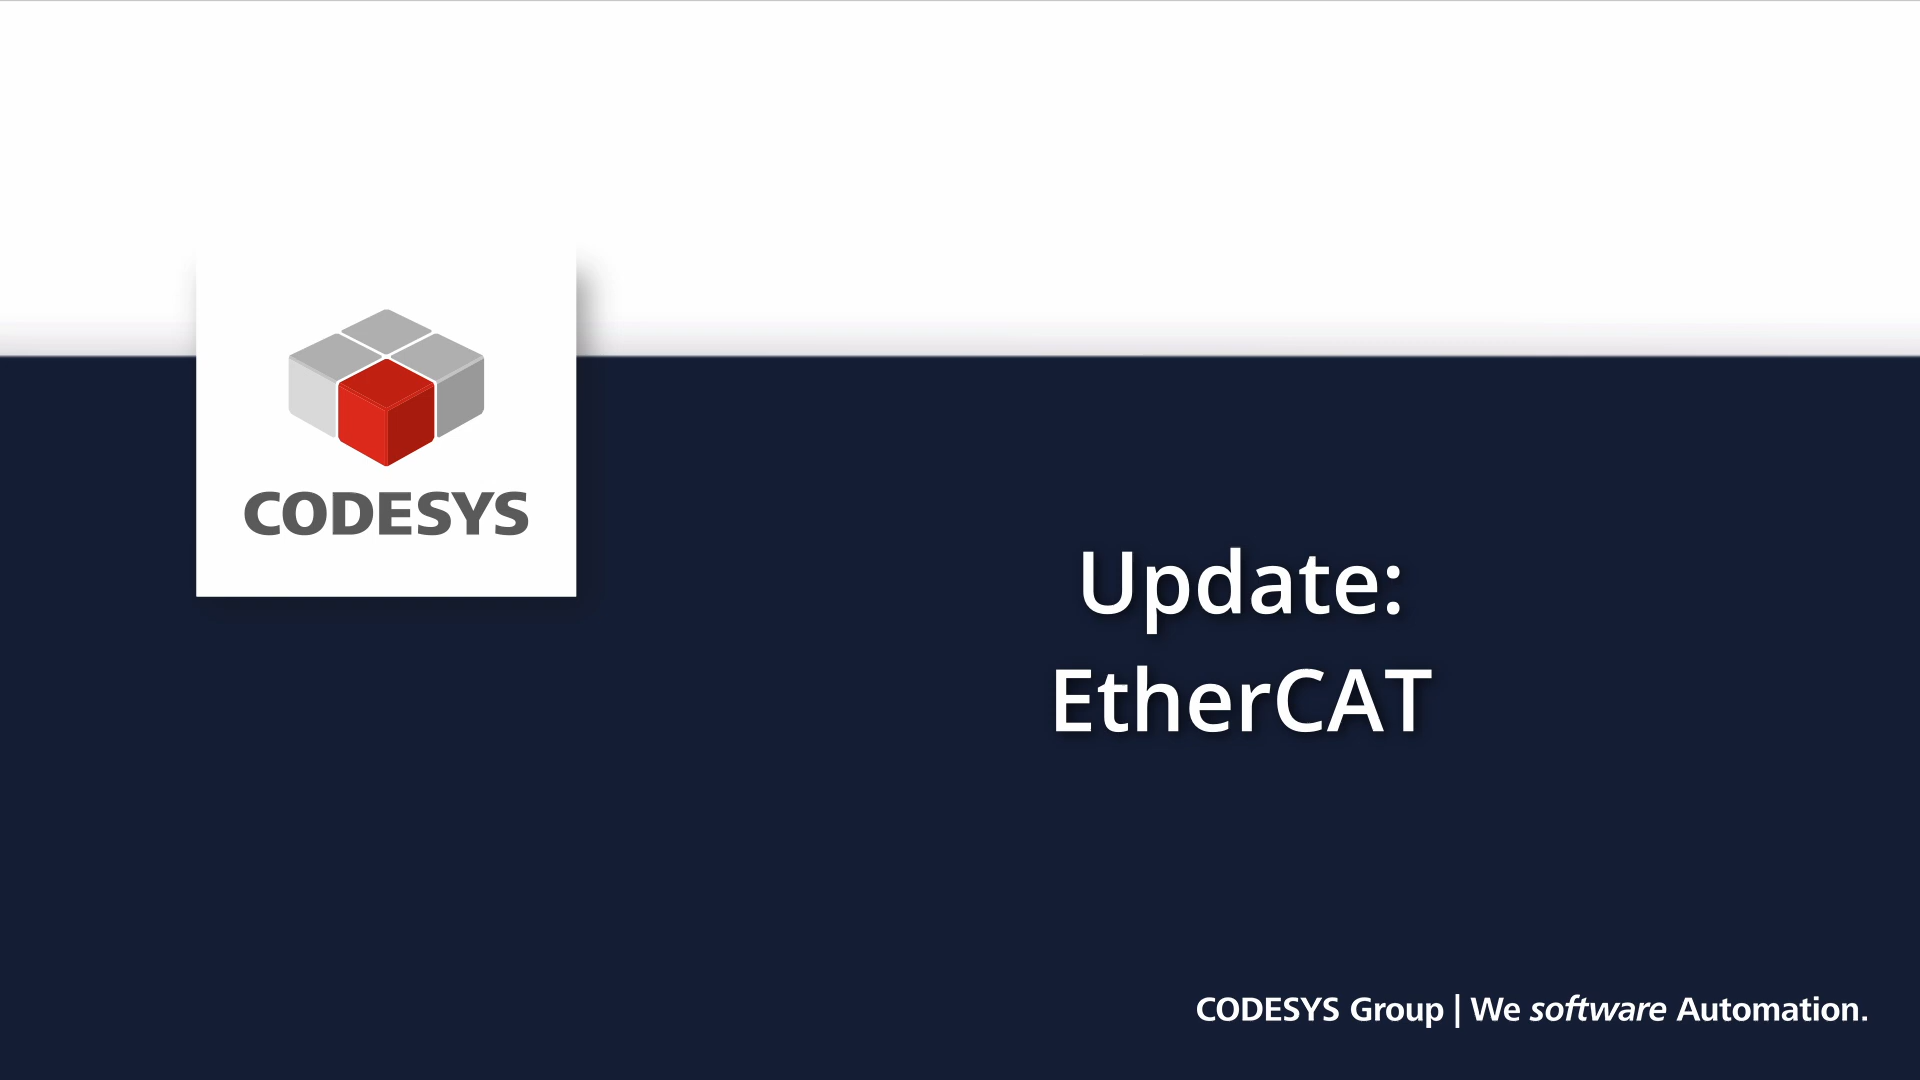 CODESYS
Update:
EtherCAT
CODESYS Group | We software Automation.